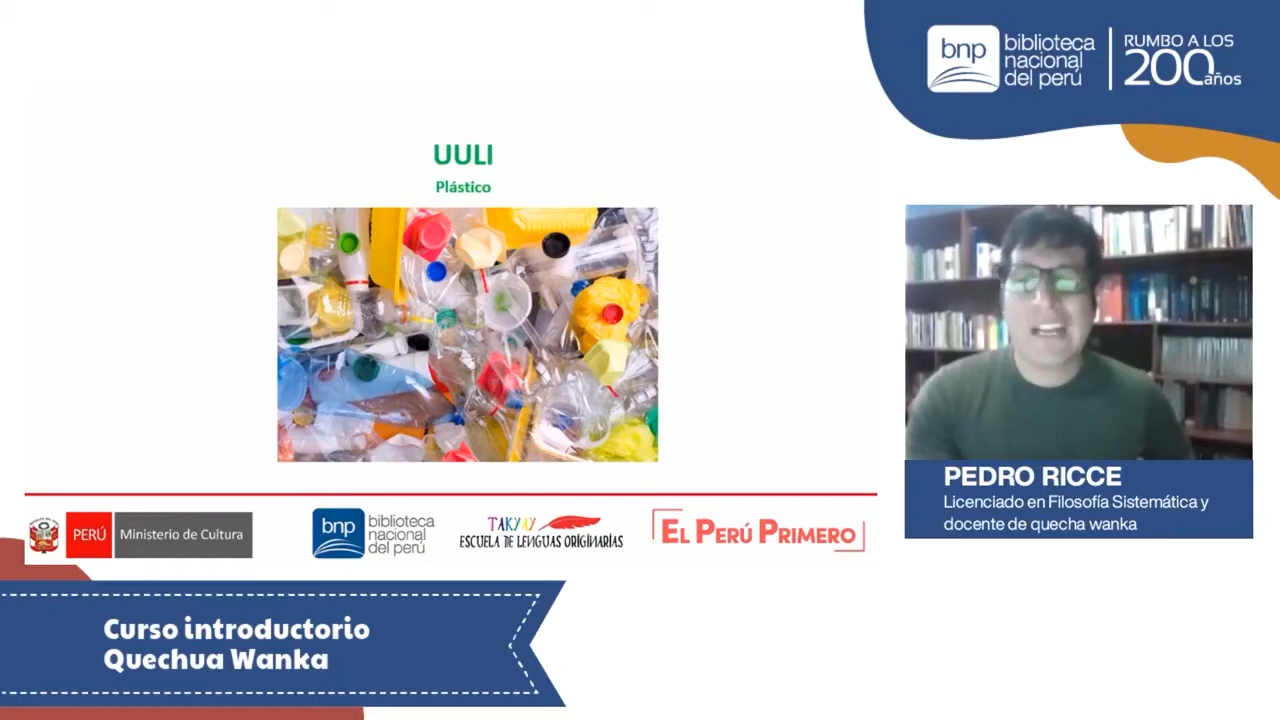 bnp
biblioteca
nacional
del perú
RUMBO A LOS
200 años
UULI
Plástico
PEDRO RICCE
Licenciado en Filosofía Sistemática y
docente de quecha wanka
PERÚ Ministerio de Cultura
bnp
biblioteca
nacional
del perú
TAKYAY
ESCUELA DE LENGUAS ORIGINARIAS
EL PERÚ PRIMERO
Curso introductorio
Quechua Wanka